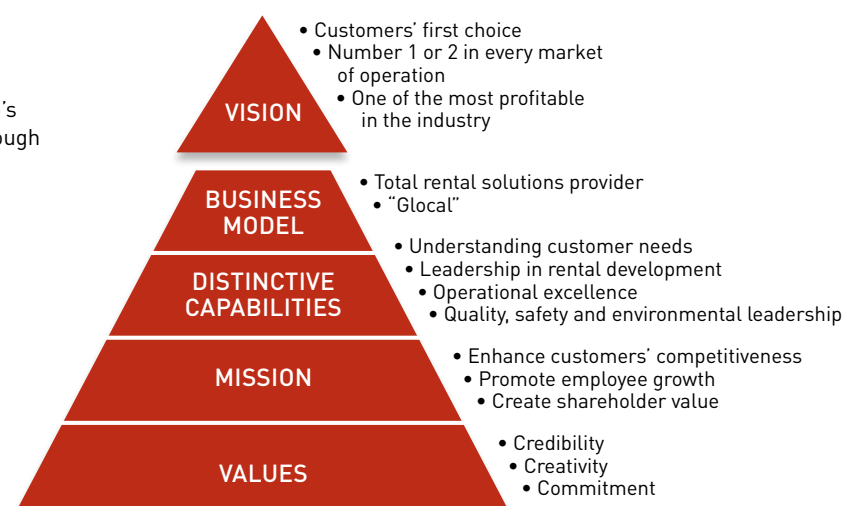 • Customers’ first choice
• Number 1 or 2 in every market
of operation
• One of the most profitable
in the industry
VISION
• Total rental solutions provider
• “Glocal”
BUSINESS
MODEL
• Understanding customer needs
• Leadership in rental development
• Operational excellence
• Quality, safety and environmental leadership
DISTINCTIVE
CAPABILITIES
• Enhance customers’ competitiveness
• Promote employee growth
• Create shareholder value
MISSION
• Credibility
• Creativity
• Commitment
VALUES